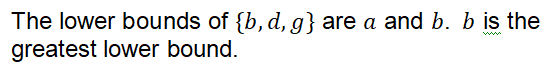 The lower bounds of {b, d, g} are a and b. b is the
greatest lower bound.